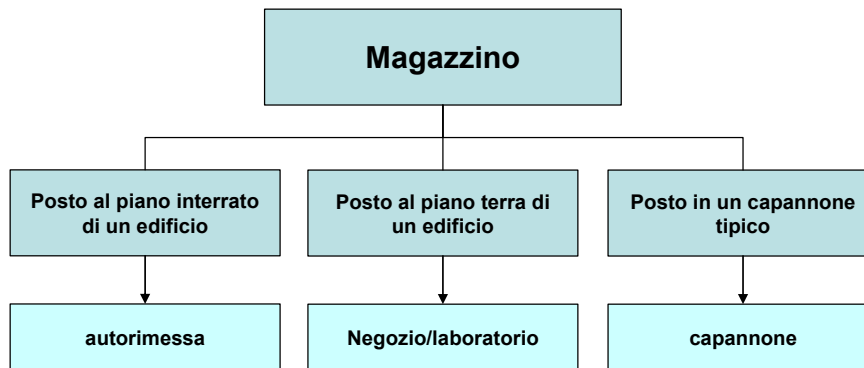 Magazzino
Posto al piano interrato
di un edificio
Posto al piano terra di
un edificio
Posto in un capannone
tipico
autorimessa
Negozio/laboratorio
capannone